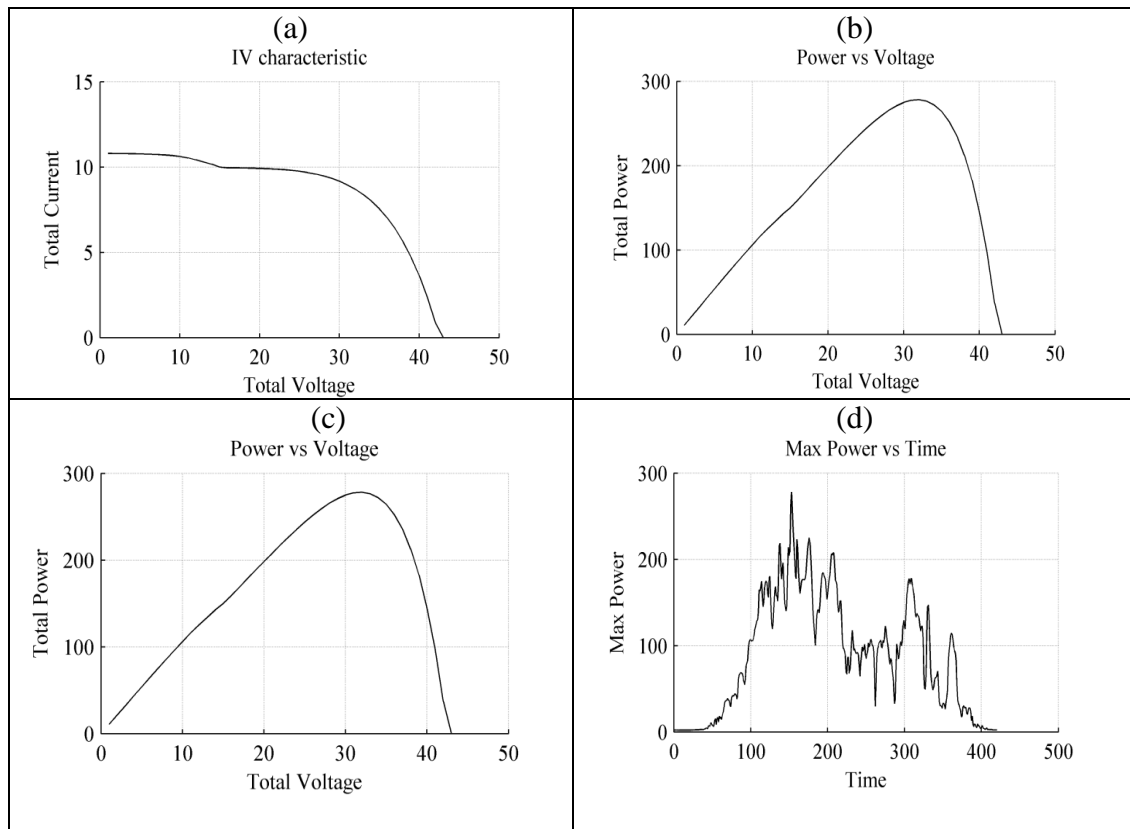 (a)
IV characteristic
15
10
5
0
Total Current
0 10 20 30 40 50
Total Voltage
(b)
Power vs Voltage
300
200
100
0
Total Power
0 10 20 30 40 50
Total Voltage
(c)
Power vs Voltage
300
200
100
0
Total Power
0 10 20 30 40 50
Total Voltage
(d)
Max Power vs Time
300
200
100
0
Max Power
0 100 200 300 400 500
Time